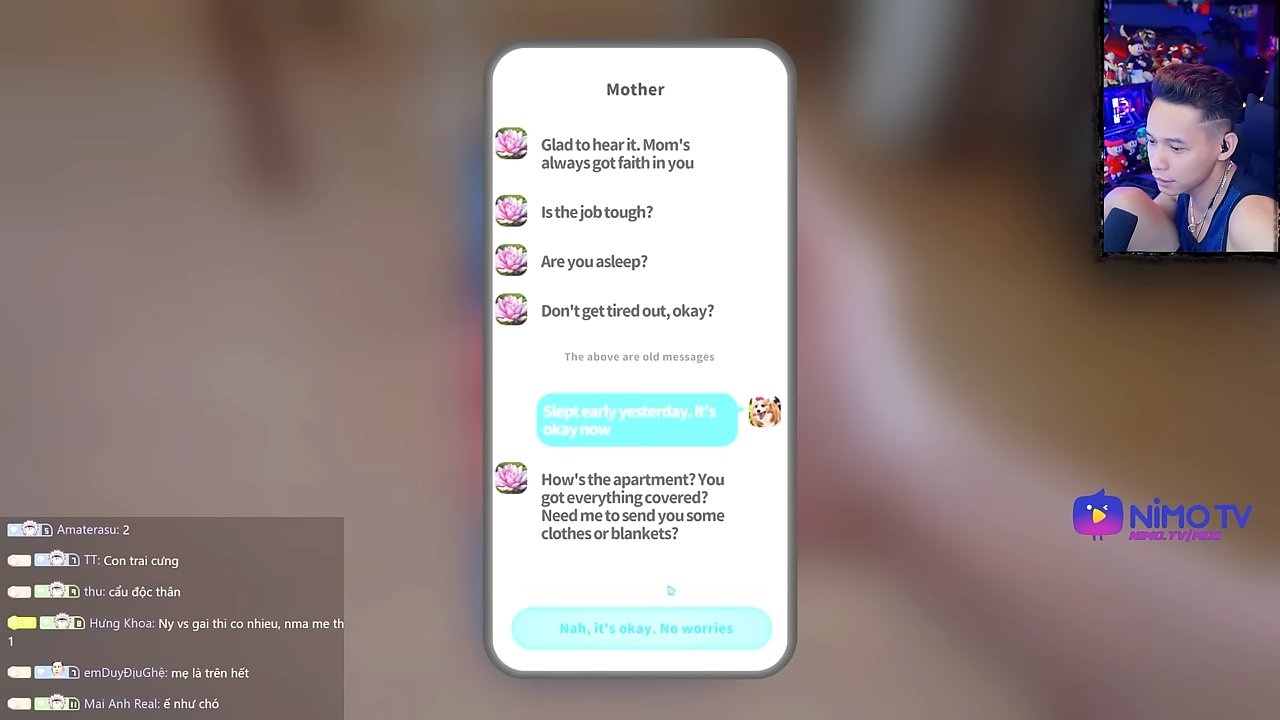 Mother
Glad to hear it. Mom's
always got faith in you
Is the job tough?
Are you asleep?
Don't get tired out, okay?
The above are old messages
Slept early yesterday. It's
okay now
How's the apartment? You
got everything covered?
Need me to send you some
clothes or blankets?
Nah, it's okay. No worries
NiMO TV
NIMO.TV/MIXI
Amaterasu: 2
TT: Con trai cưng
thu: cẩu độc thân
Hưng Khoa: Ny vs gai thi co nhieu, nma me th
1
emDuyĐịuGhê: mẹ là trên hết
Mai Anh Real: ế như chó